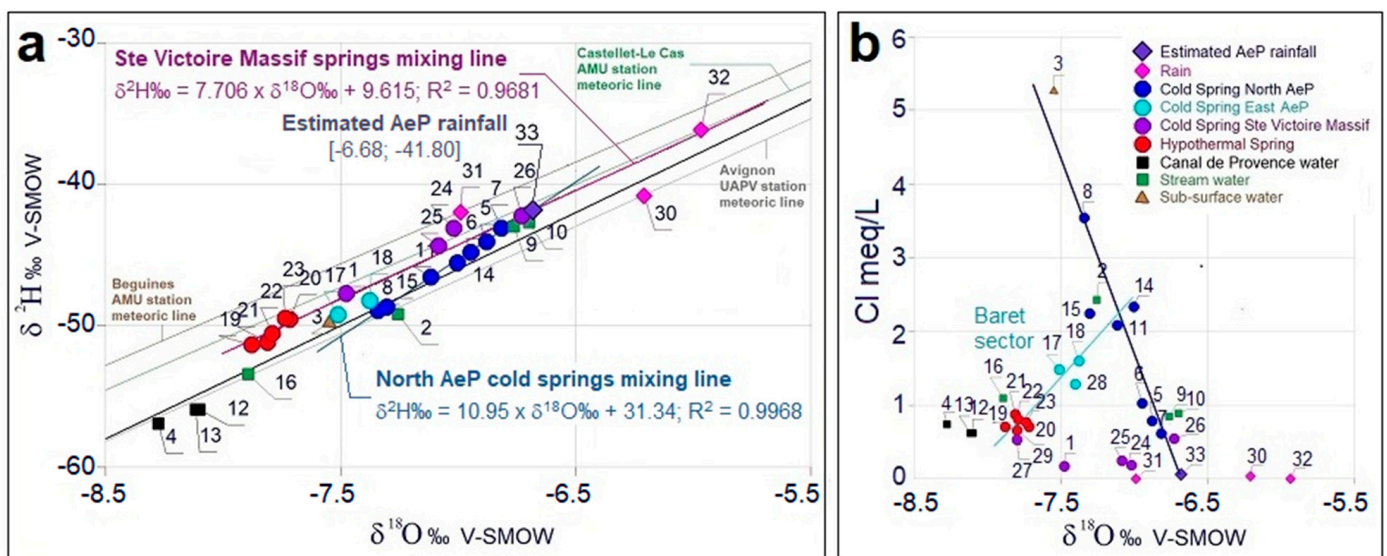 a
-30
-40
-50
-60
-8.5
-7.5
-6.5
-5.5
δ ²H ‰ V-SMOW
δ ¹⁸O ‰ V-SMOW
Ste Victoire Massif springs mixing line
δ²H‰ = 7.706 x δ¹⁸O‰ + 9.615; R² = 0.9681
Estimated AeP rainfall
[-6.68; -41.80]
Castellet-Le Cas
AMU station
meteoric line
Avignon
UAPV station
meteoric line
Beguines
AMU station
meteoric line
North AeP cold springs mixing line
δ²H‰ = 10.95 x δ¹⁸O‰ + 31.34; R² = 0.9968
32
33
31
24
7
26
25
6
5
30
10
9
14
1
18
17
1
20
23
22
21
19
8
15
3
2
16
12
13
4
b
6
5
4
3
2
1
0
-8.5
-7.5
-6.5
-5.5
Cl meq/L
δ ¹⁸O ‰ V-SMOW
Estimated AeP rainfall
Rain
Cold Spring North AeP
Cold Spring East AeP
Cold Spring Ste Victoire Massif
Hypothermal Spring
Canal de Provence water
Stream water
Sub-surface water
Baret
sector
3
8
2
14
15
11
18
17
28
16
21
22
23
4
13
12
19
20
27
29
1
6
5
7
9
10
26
25
24
31
33
30
32